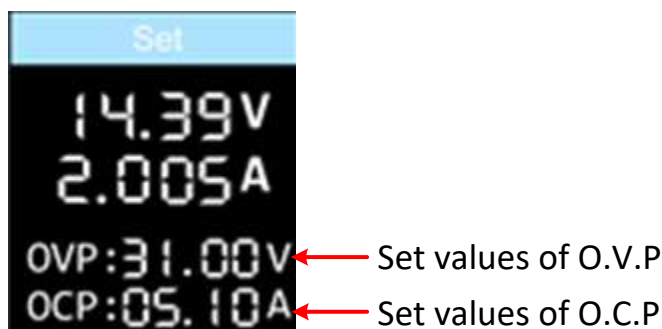 Set
14.39V
2.005A
OVP:31.00V Set values of O.V.P
OCP:05.10A Set values of O.C.P